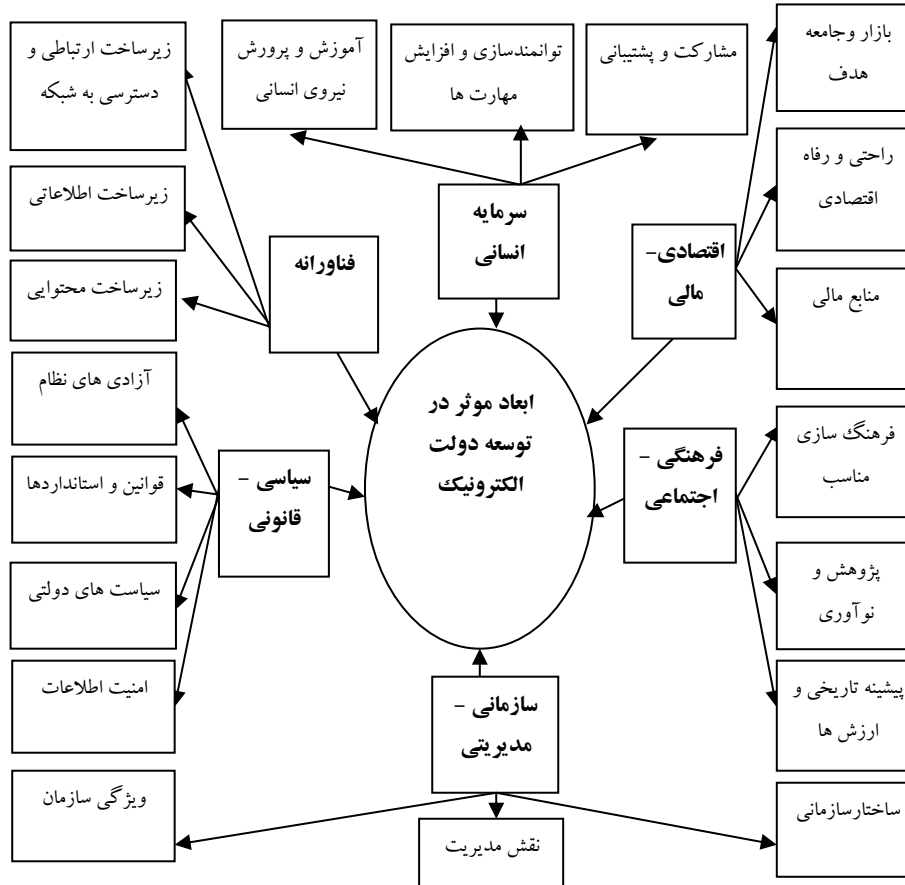 بازار وجامعه
هدف
مشارکت و پشتیبانی
توانمندسازی و افزایش
مهارت ها
آموزش و پرورش
نیروی انسانی
زیرساخت ارتباطی و
دسترسی به شبکه
راحتی و رفاه
اقتصادی
منابع مالی
اقتصادی-
مالی
سرمایه
انسانی
فناورانه
زیرساخت اطلاعاتی
زیرساخت محتوایی
ابعاد موثر در
توسعه دولت
الکترونیک
فرهنگ سازی
مناسب
پژوهش و
نوآوری
پیشینه تاریخی و
ارزش ها
فرهنگی -
اجتماعی
سیاسی -
قانونی
آزادی های نظام
قوانین و استانداردها
سیاست های دولتی
امنیت اطلاعات
سازمانی -
مدیریتی
ساختارسازمانی
نقش مدیریت
ویژگی سازمان